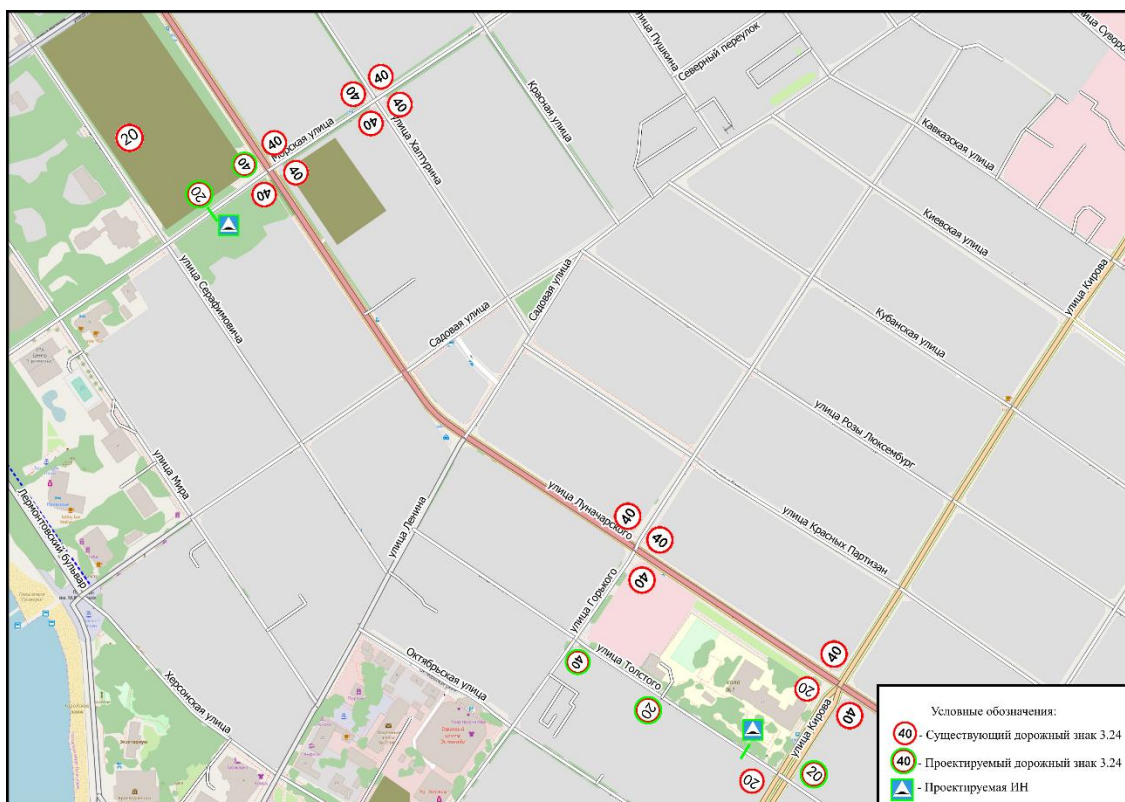 улица Суворо
улица Пушкина
Северный переулок
Красная улица
Кавказская улица
20
40
40
40
40
улица Халтурина
Морская улица
40
40
40
40
20
Киевская улица
улица Кирова
улица Серафимовича
Садовая улица
Садовая улица
Кубанская улица
улица Розы Люксембург
улица Мира
Лермонтовский бульвар
улица Ленина
улица Луначарского
улица Красных Партизан
40
40
40
улица Горького
улица Толстого
Октябрьская улица
Херсонская улица
40
20
40
20
40
улица Кирова
20
20
Условные обозначения:
40 - Существующий дорожный знак 3.24
40 - Проектируемый дорожный знак 3.24
- Проектируемая ИН